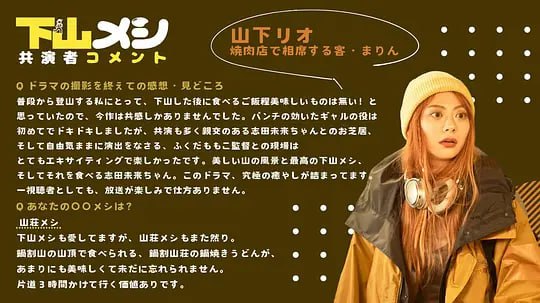 下山メシ
共演者コメント
山下リオ
焼肉店で相席する客・まりん
Q ドラマの撮影を終えての感想・見どころ
普段から登山する私にとって、下山した後に食べるご飯程美味しいものは無い！と
思っていたので、今作は共感しかありませんでした。パンチの効いたギャルの役は
初めてでドキドキしましたが、共演も多く親交のある志田未来ちゃんとのお芝居、
そして自由気ままに演出をなさる、ふくだももこ監督との現場は
とてもエキサイティングで楽しかったです。美しい山の風景と最高の下山メシ、
そしてそれを食べる志田未来ちゃん。このドラマ、究極の癒やしが詰まってます。
一視聴者としても、放送が楽しみで仕方ありません。
Q あなたの〇〇メシは？
山荘メシ
下山メシも愛してますが、山荘メシもまた然り。
鍋割山の山頂で食べられる、鍋割山荘の鍋焼きうどんが、
あまりにも美味しくて未だに忘れられません。
片道３時間かけて行く価値ありです。